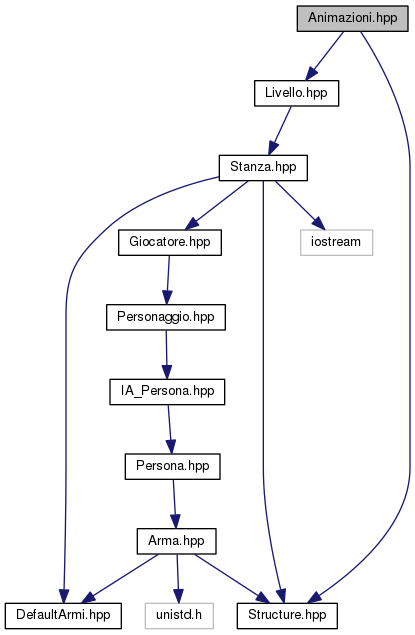 Animazioni.hpp
Livello.hpp
Stanza.hpp
Giocatore.hpp
iostream
Personaggio.hpp
IA_Persona.hpp
Persona.hpp
Arma.hpp
DefaultArmi.hpp
unistd.h
Structure.hpp